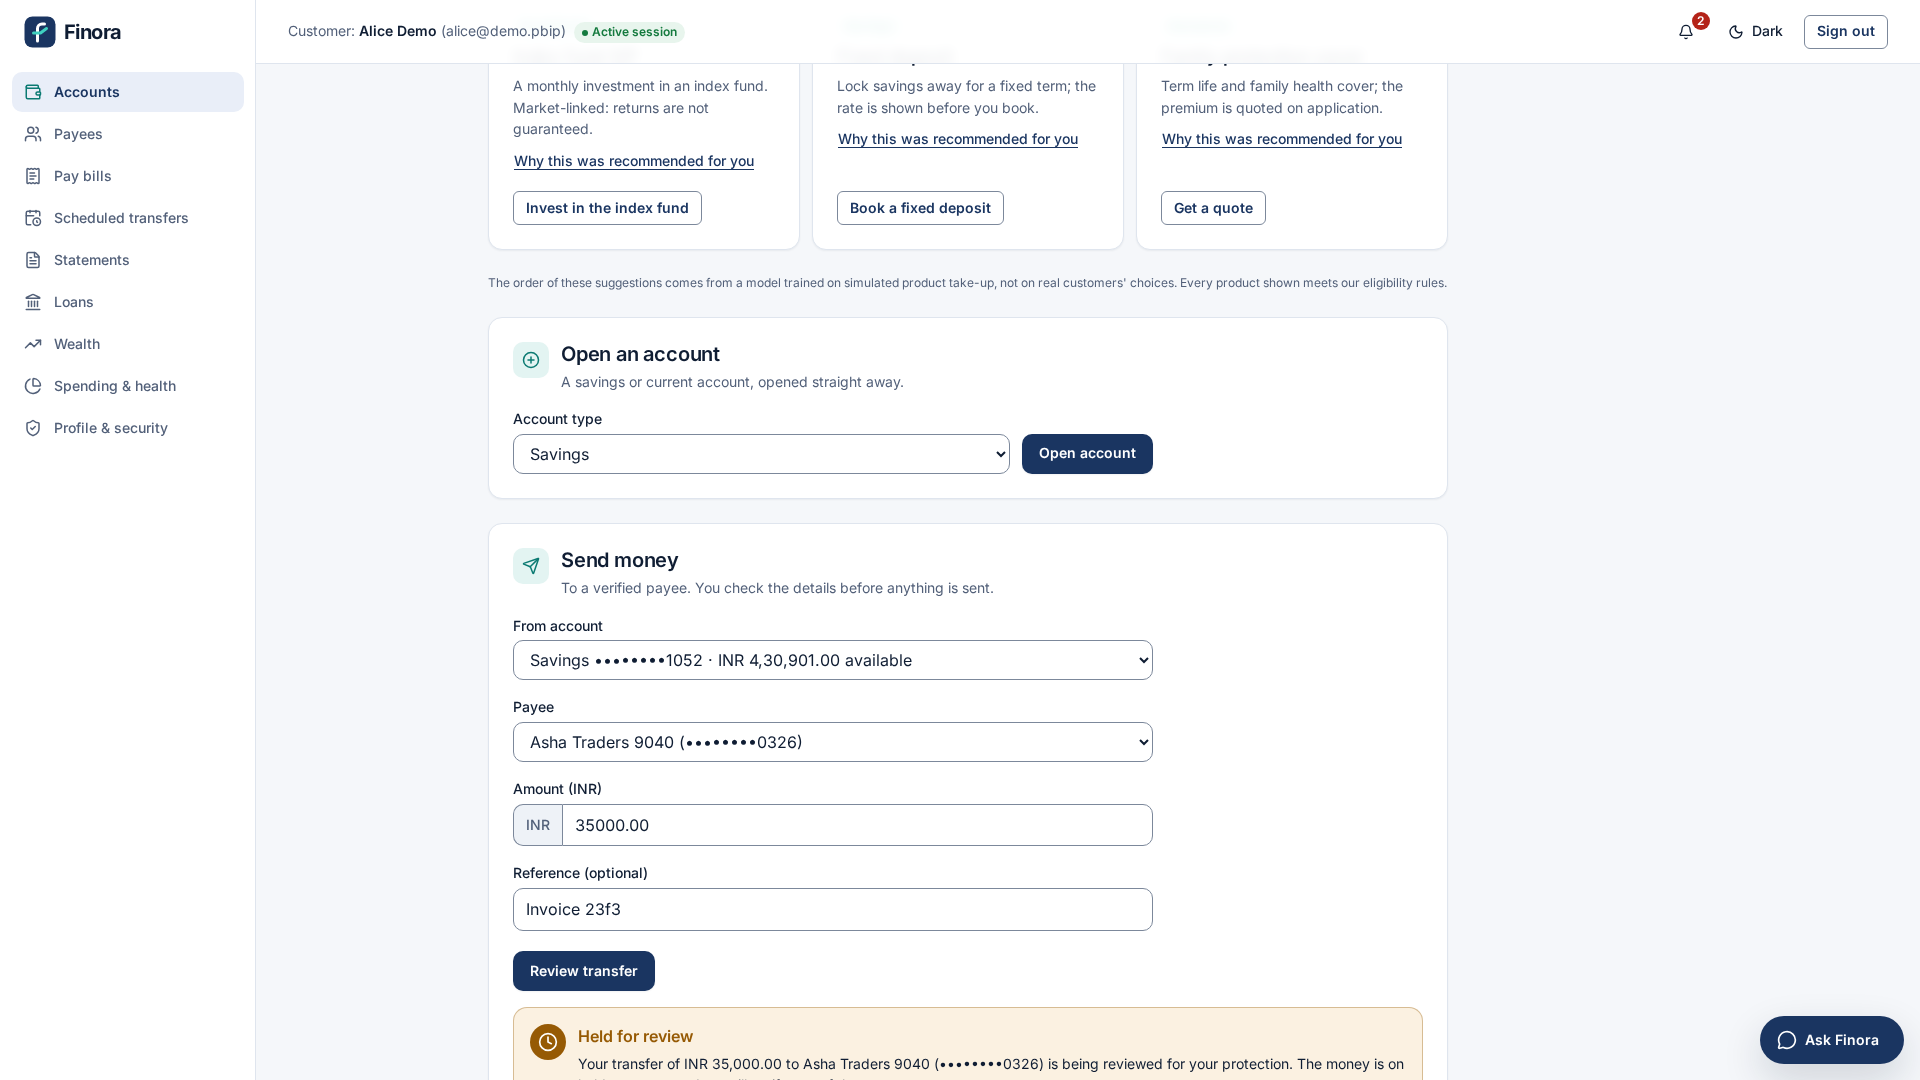 Finora
Customer: Alice Demo (alice@demo.pbip)
Active session
2
Dark
Sign out
Accounts
Payees
Pay bills
Scheduled transfers
Statements
Loans
Wealth
Spending & health
Profile & security
A monthly investment in an index fund.
Market-linked: returns are not
guaranteed.
Why this was recommended for you
Invest in the index fund
Lock savings away for a fixed term; the
rate is shown before you book.
Why this was recommended for you
Book a fixed deposit
Term life and family health cover; the
premium is quoted on application.
Why this was recommended for you
Get a quote
The order of these suggestions comes from a model trained on simulated product take-up, not on real customers' choices. Every product shown meets our eligibility rules.
Open an account
A savings or current account, opened straight away.
Account type
Savings
Open account
Send money
To a verified payee. You check the details before anything is sent.
From account
Savings ••••••••1052 · INR 4,30,901.00 available
Payee
Asha Traders 9040 (••••••••0326)
Amount (INR)
INR 35000.00
Reference (optional)
Invoice 23f3
Review transfer
Held for review
Your transfer of INR 35,000.00 to Asha Traders 9040 (••••••••0326) is being reviewed for your protection. The money is on
Ask Finora